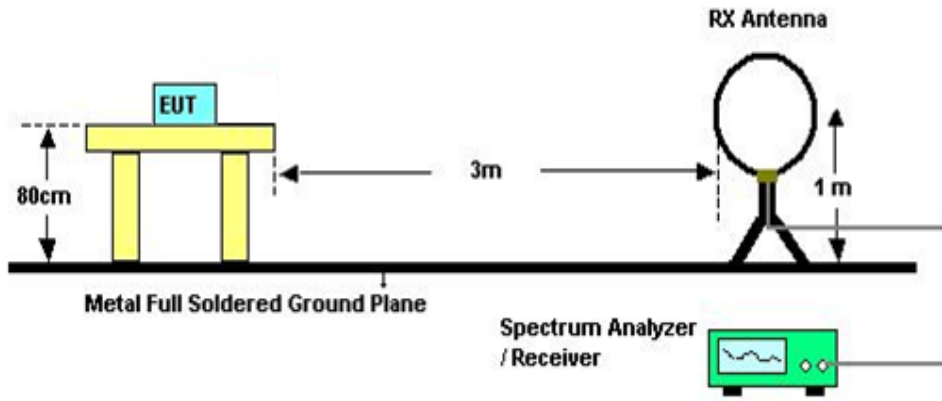 RX Antenna
EUT
80cm
3m
1 m
Metal Full Soldered Ground Plane
Spectrum Analyzer
/ Receiver